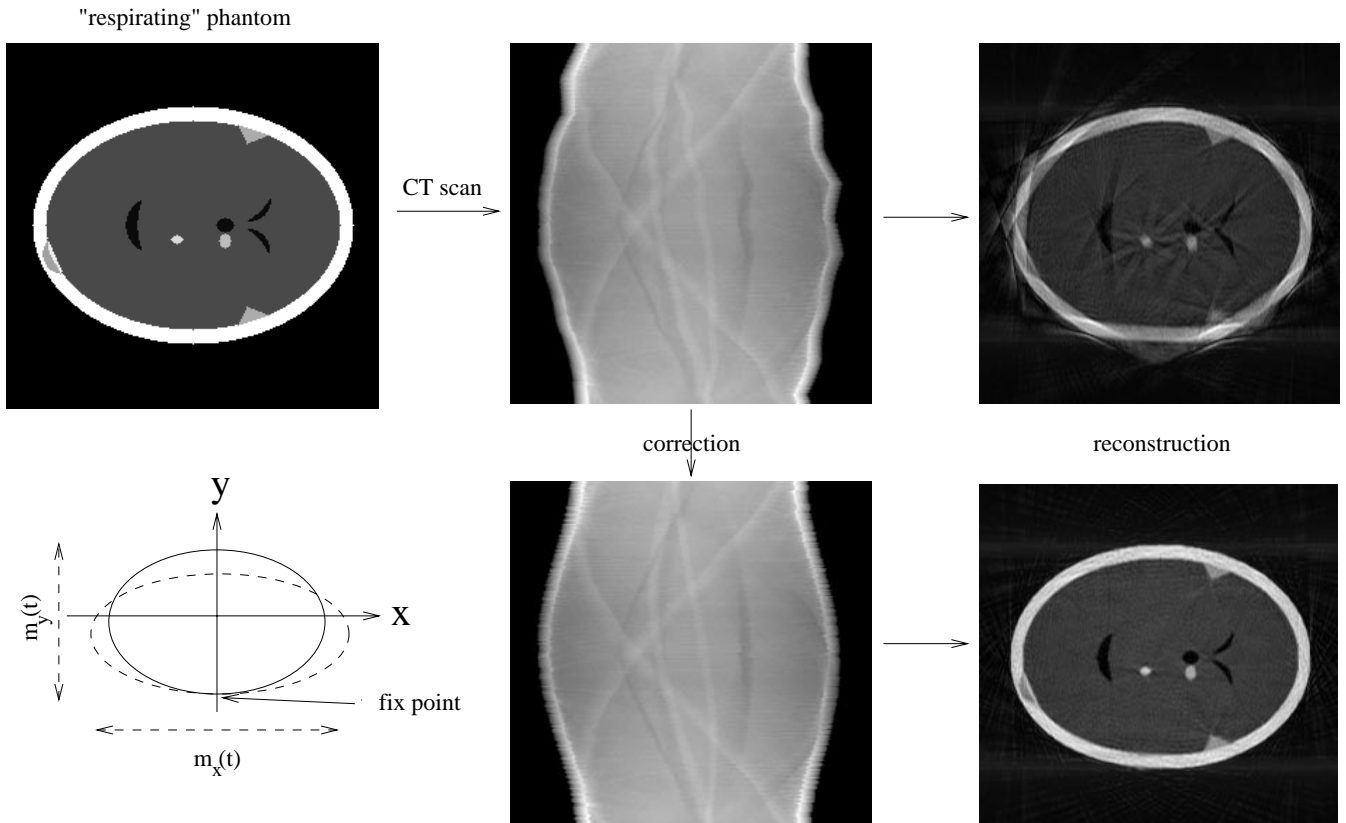 "respirating" phantom
CT scan
correction
reconstruction
y
x
m_y(t)
fix point
m_x(t)